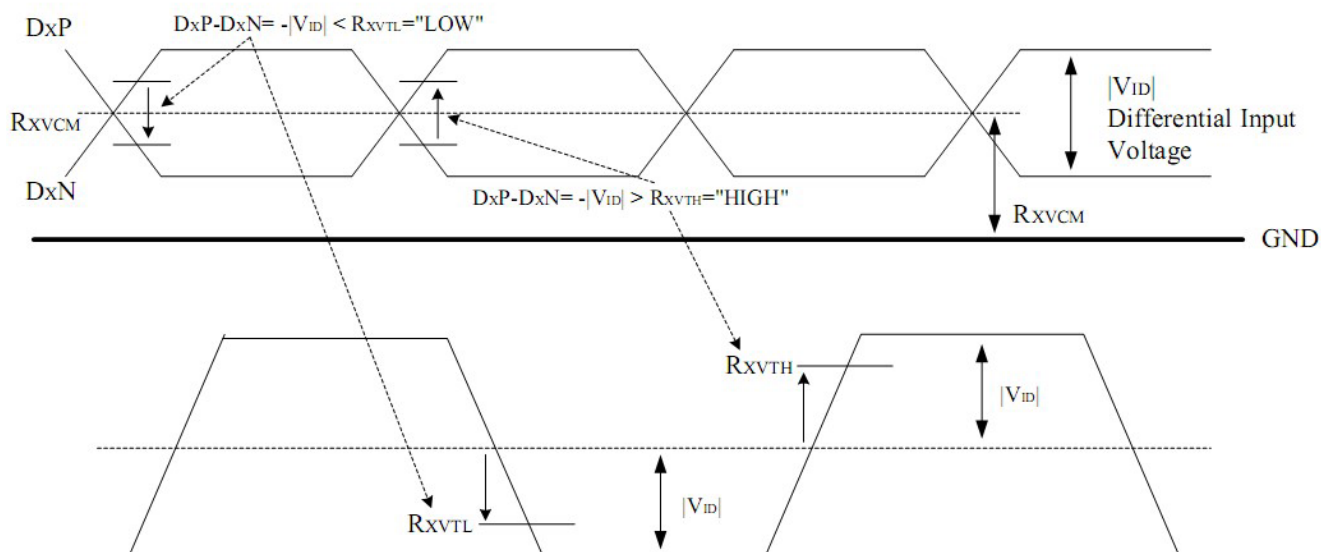 DxP
DxP-DxN= -|VID| < RXVTL="LOW"
RXVCM
|VID|
Differential Input
Voltage
DxN
DxP-DxN= -|VID| > RXVTH="HIGH"
RXVCM
GND
RXVTH
|VID|
RXVTL
|VID|